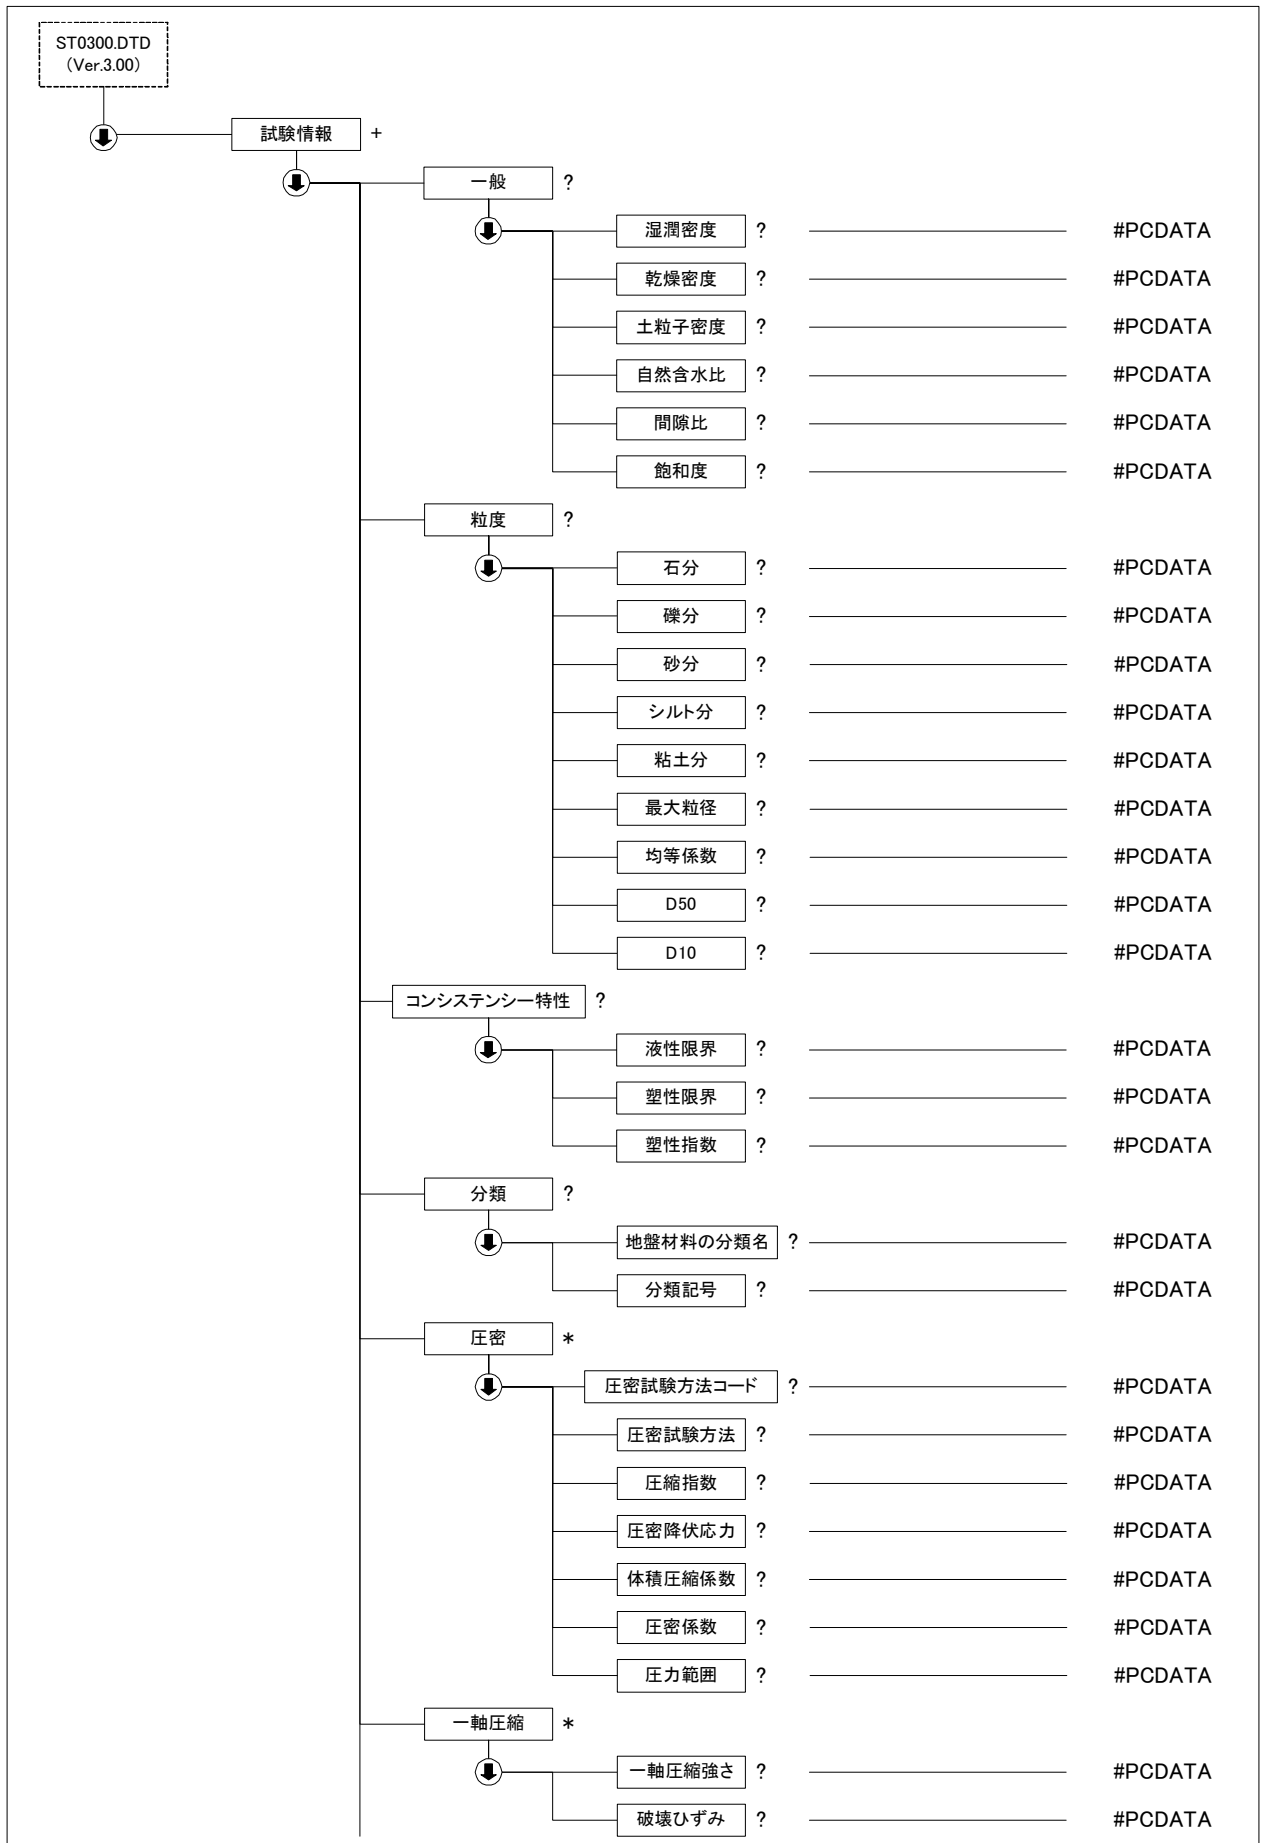 ST0300.DTD
(Ver.3.00)
試験情報 +
一般 ?
湿潤密度 ? #PCDATA
乾燥密度 ? #PCDATA
土粒子密度 ? #PCDATA
自然含水比 ? #PCDATA
間隙比 ? #PCDATA
飽和度 ? #PCDATA
粒度 ?
石分 ? #PCDATA
礫分 ? #PCDATA
砂分 ? #PCDATA
シルト分 ? #PCDATA
粘土分 ? #PCDATA
最大粒径 ? #PCDATA
均等係数 ? #PCDATA
D50 ? #PCDATA
D10 ? #PCDATA
コンシステンシー特性 ?
液性限界 ? #PCDATA
塑性限界 ? #PCDATA
塑性指数 ? #PCDATA
分類 ?
地盤材料の分類名 ? #PCDATA
分類記号 ? #PCDATA
圧密 *
圧密試験方法コード ? #PCDATA
圧密試験方法 ? #PCDATA
圧縮指数 ? #PCDATA
圧密降伏応力 ? #PCDATA
体積圧縮係数 ? #PCDATA
圧密係数 ? #PCDATA
圧力範囲 ? #PCDATA
一軸圧縮 *
一軸圧縮強さ ? #PCDATA
破壊ひずみ ? #PCDATA